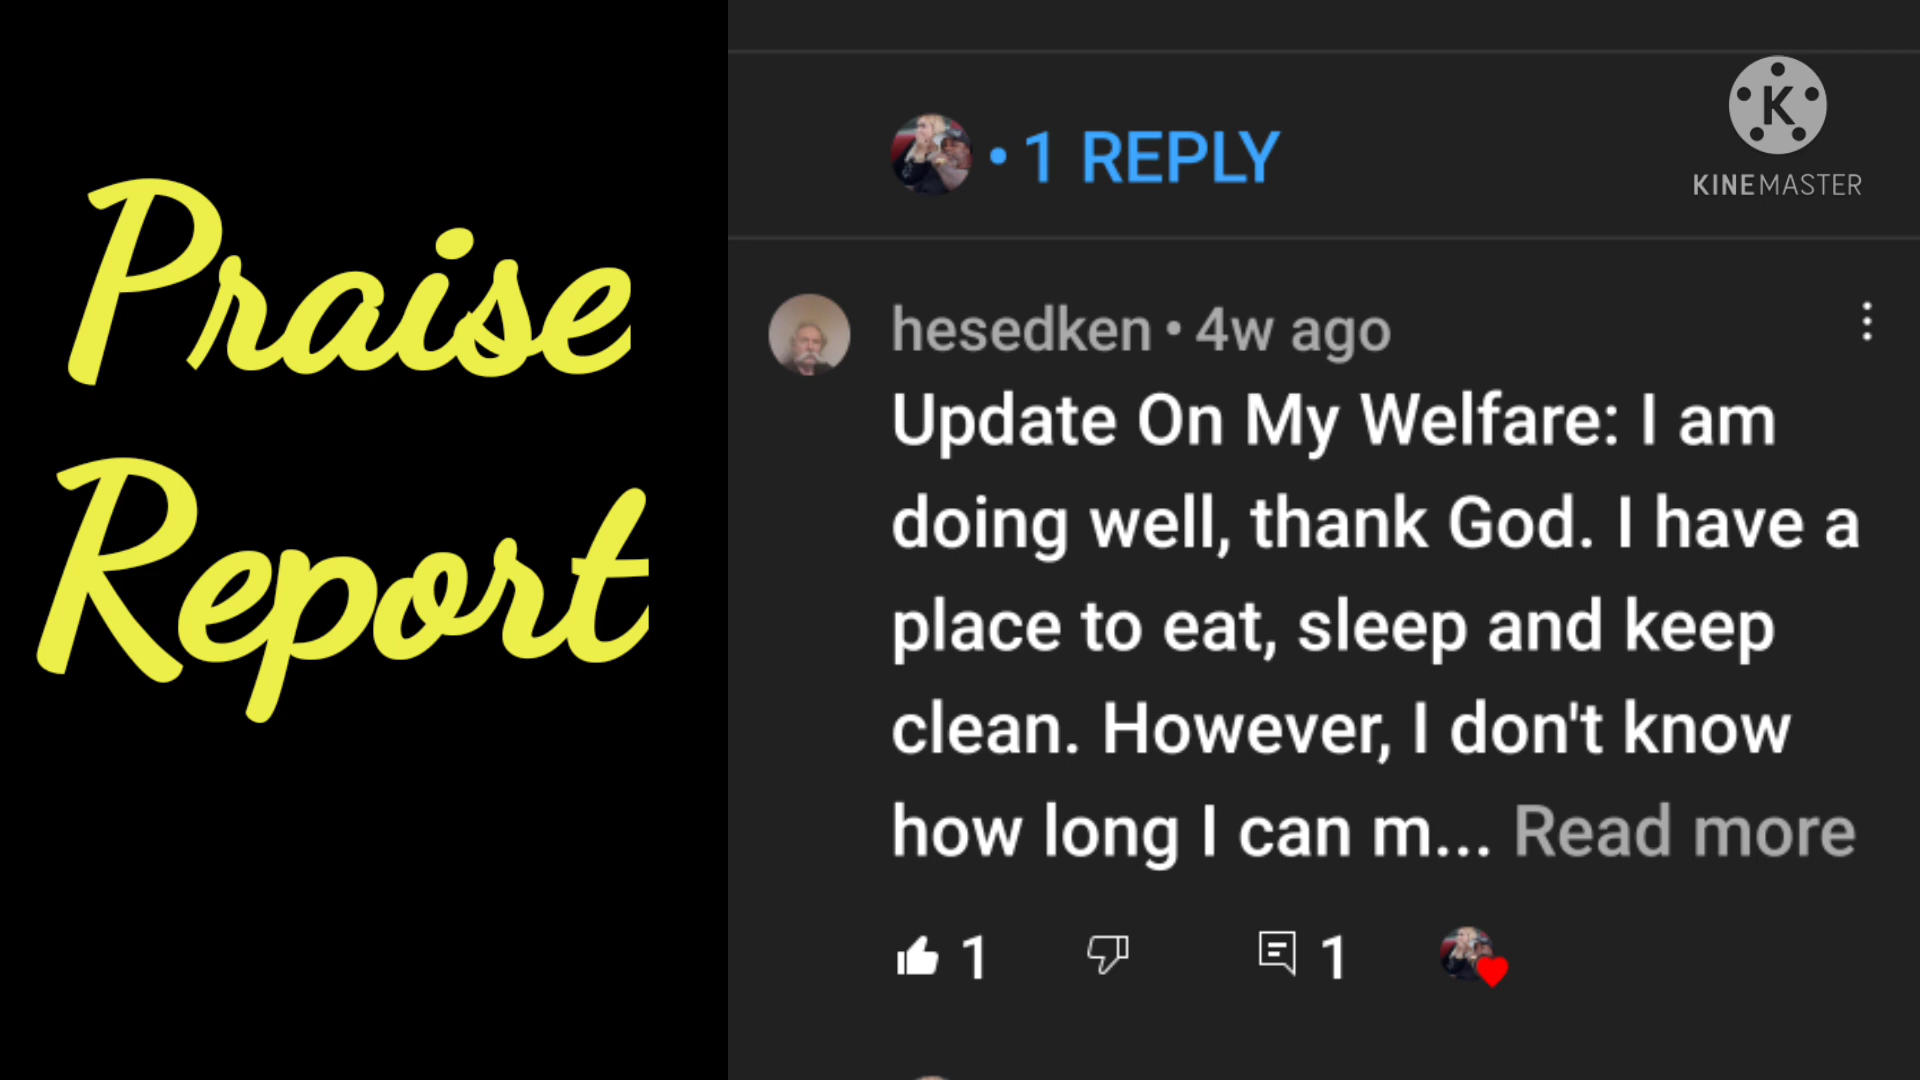 Praise
Report
• 1 REPLY
K
KINEMASTER
hesedken • 4w ago
Update On My Welfare: I am
doing well, thank God. I have a
place to eat, sleep and keep
clean. However, I don't know
how long I can m... Read more
1
1